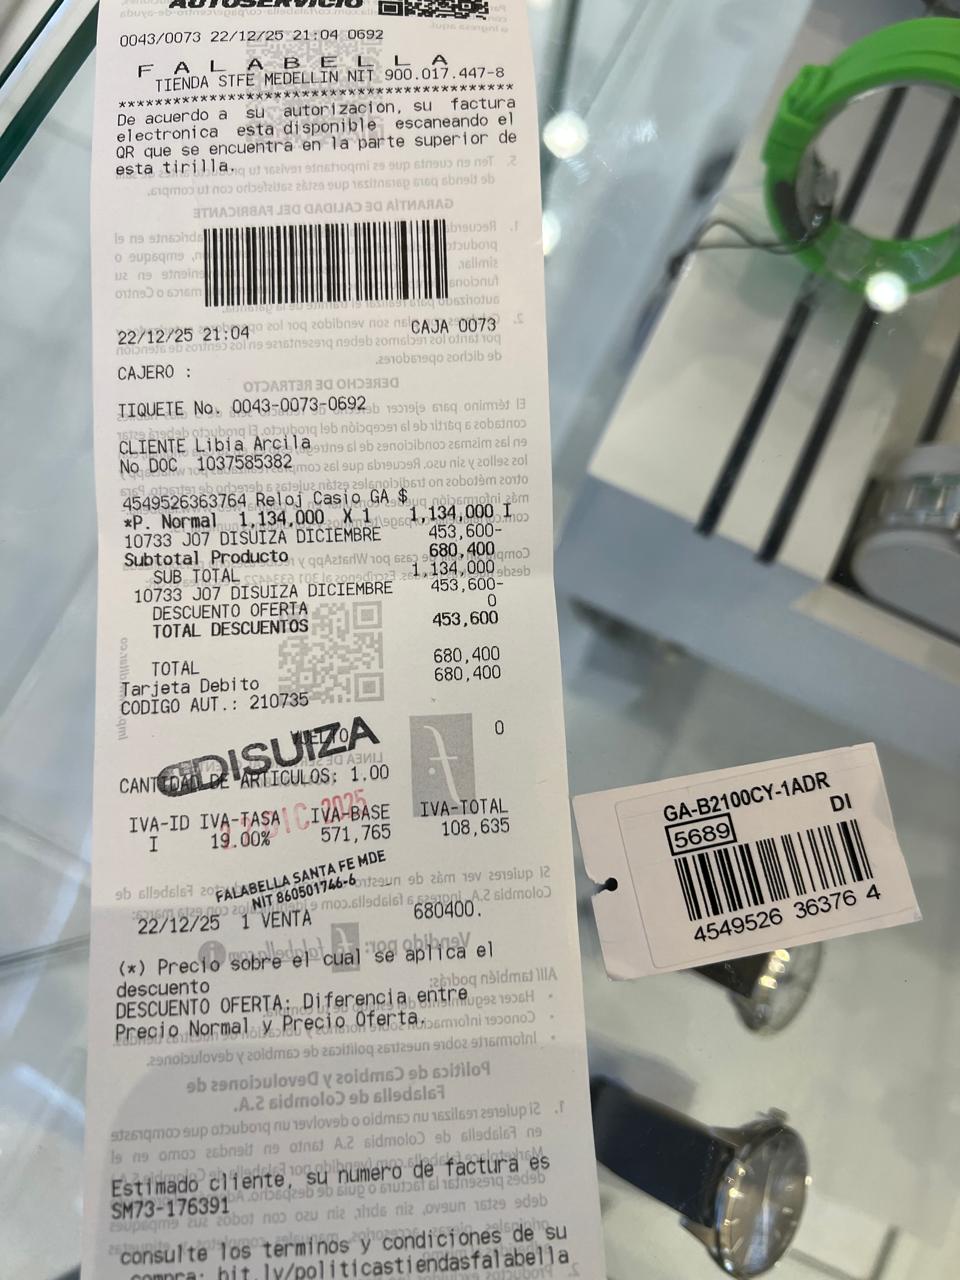 AUTOSERVICIO
0043/0073 22/12/25 21:04 0692
F A L A B E L L A
TIENDA STFE MEDELLIN NIT 900.017.447-8
****************************************
De acuerdo a su autorizacion, su factura
electronica esta disponible escaneando el
QR que se encuentra en la parte superior de
esta tirilla.
22/12/25 21:04 CAJA 0073
CAJERO :
TIQUETE No. 0043-0073-0692
CLIENTE Libia Arcila
No DOC 1037585382
4549526363764 Reloj Casio GA $
*P. Normal 1,134,000 X 1 1,134,000 I
10733 J07 DISUIZA DICIEMBRE 453,600-
Subtotal Producto 680,400
SUB TOTAL 1,134,000
10733 J07 DISUIZA DICIEMBRE 453,600-
DESCUENTO OFERTA 0
TOTAL DESCUENTOS 453,600
TOTAL 680,400
Tarjeta Debito 680,400
CODIGO AUT.: 210735
VUELTO 0
DISUIZA
CANTIDAD DE ARTICULOS: 1.00
IVA-ID IVA-TASA IVA-BASE IVA-TOTAL
I 19.00% 571,765 108,635
22 DIC 2025
FALABELLA SANTA FE MDE
NIT 860501746-6
22/12/25 1 VENTA 680400.
(*) Precio sobre el cual se aplica el
descuento
DESCUENTO OFERTA: Diferencia entre
Precio Normal y Precio Oferta.
Estimado cliente, su numero de factura es
SM73-176391
consulte los terminos y condiciones de su
compra: bit.ly/politicastiendasfalabella
GA-B2100CY-1ADR
5689 DI
4549526 36376 4